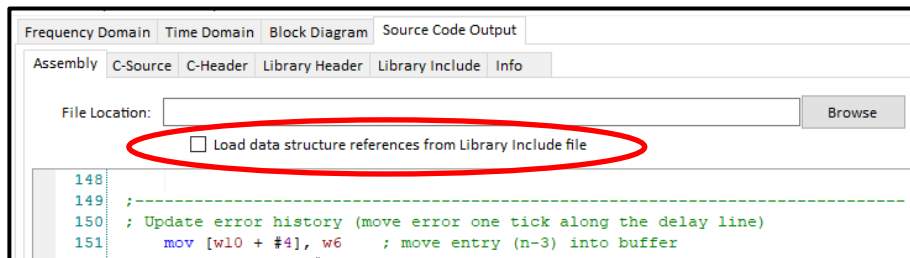 Frequency Domain Time Domain Block Diagram Source Code Output
Assembly C-Source C-Header Library Header Library Include Info
File Location: Browse
Load data structure references from Library Include file
148
149 ;-----------------------------------------------------------------------------
150 ; Update error history (move error one tick along the delay line)
151 mov [w10 + #4], w6 ; move entry (n-3) into buffer